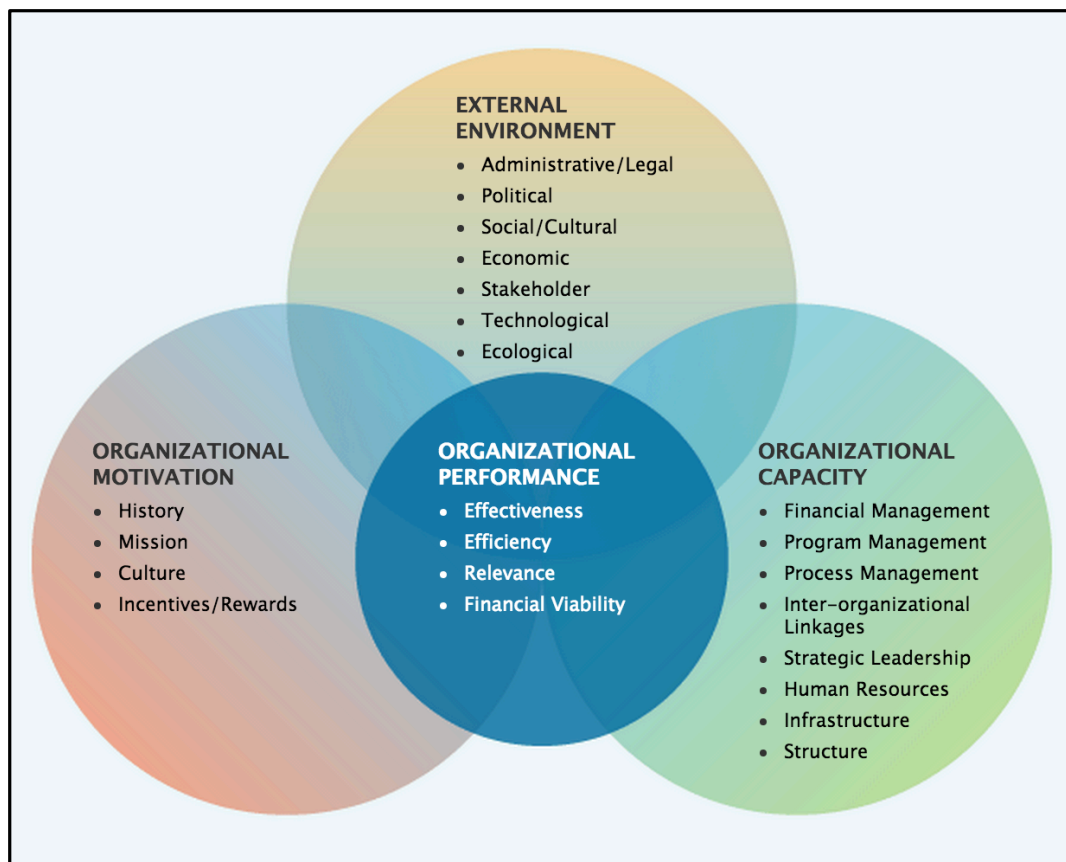 EXTERNAL
ENVIRONMENT
• Administrative/Legal
• Political
• Social/Cultural
• Economic
• Stakeholder
• Technological
• Ecological
ORGANIZATIONAL
MOTIVATION
• History
• Mission
• Culture
• Incentives/Rewards
ORGANIZATIONAL
PERFORMANCE
• Effectiveness
• Efficiency
• Relevance
• Financial Viability
ORGANIZATIONAL
CAPACITY
• Financial Management
• Program Management
• Process Management
• Inter-organizational
Linkages
• Strategic Leadership
• Human Resources
• Infrastructure
• Structure